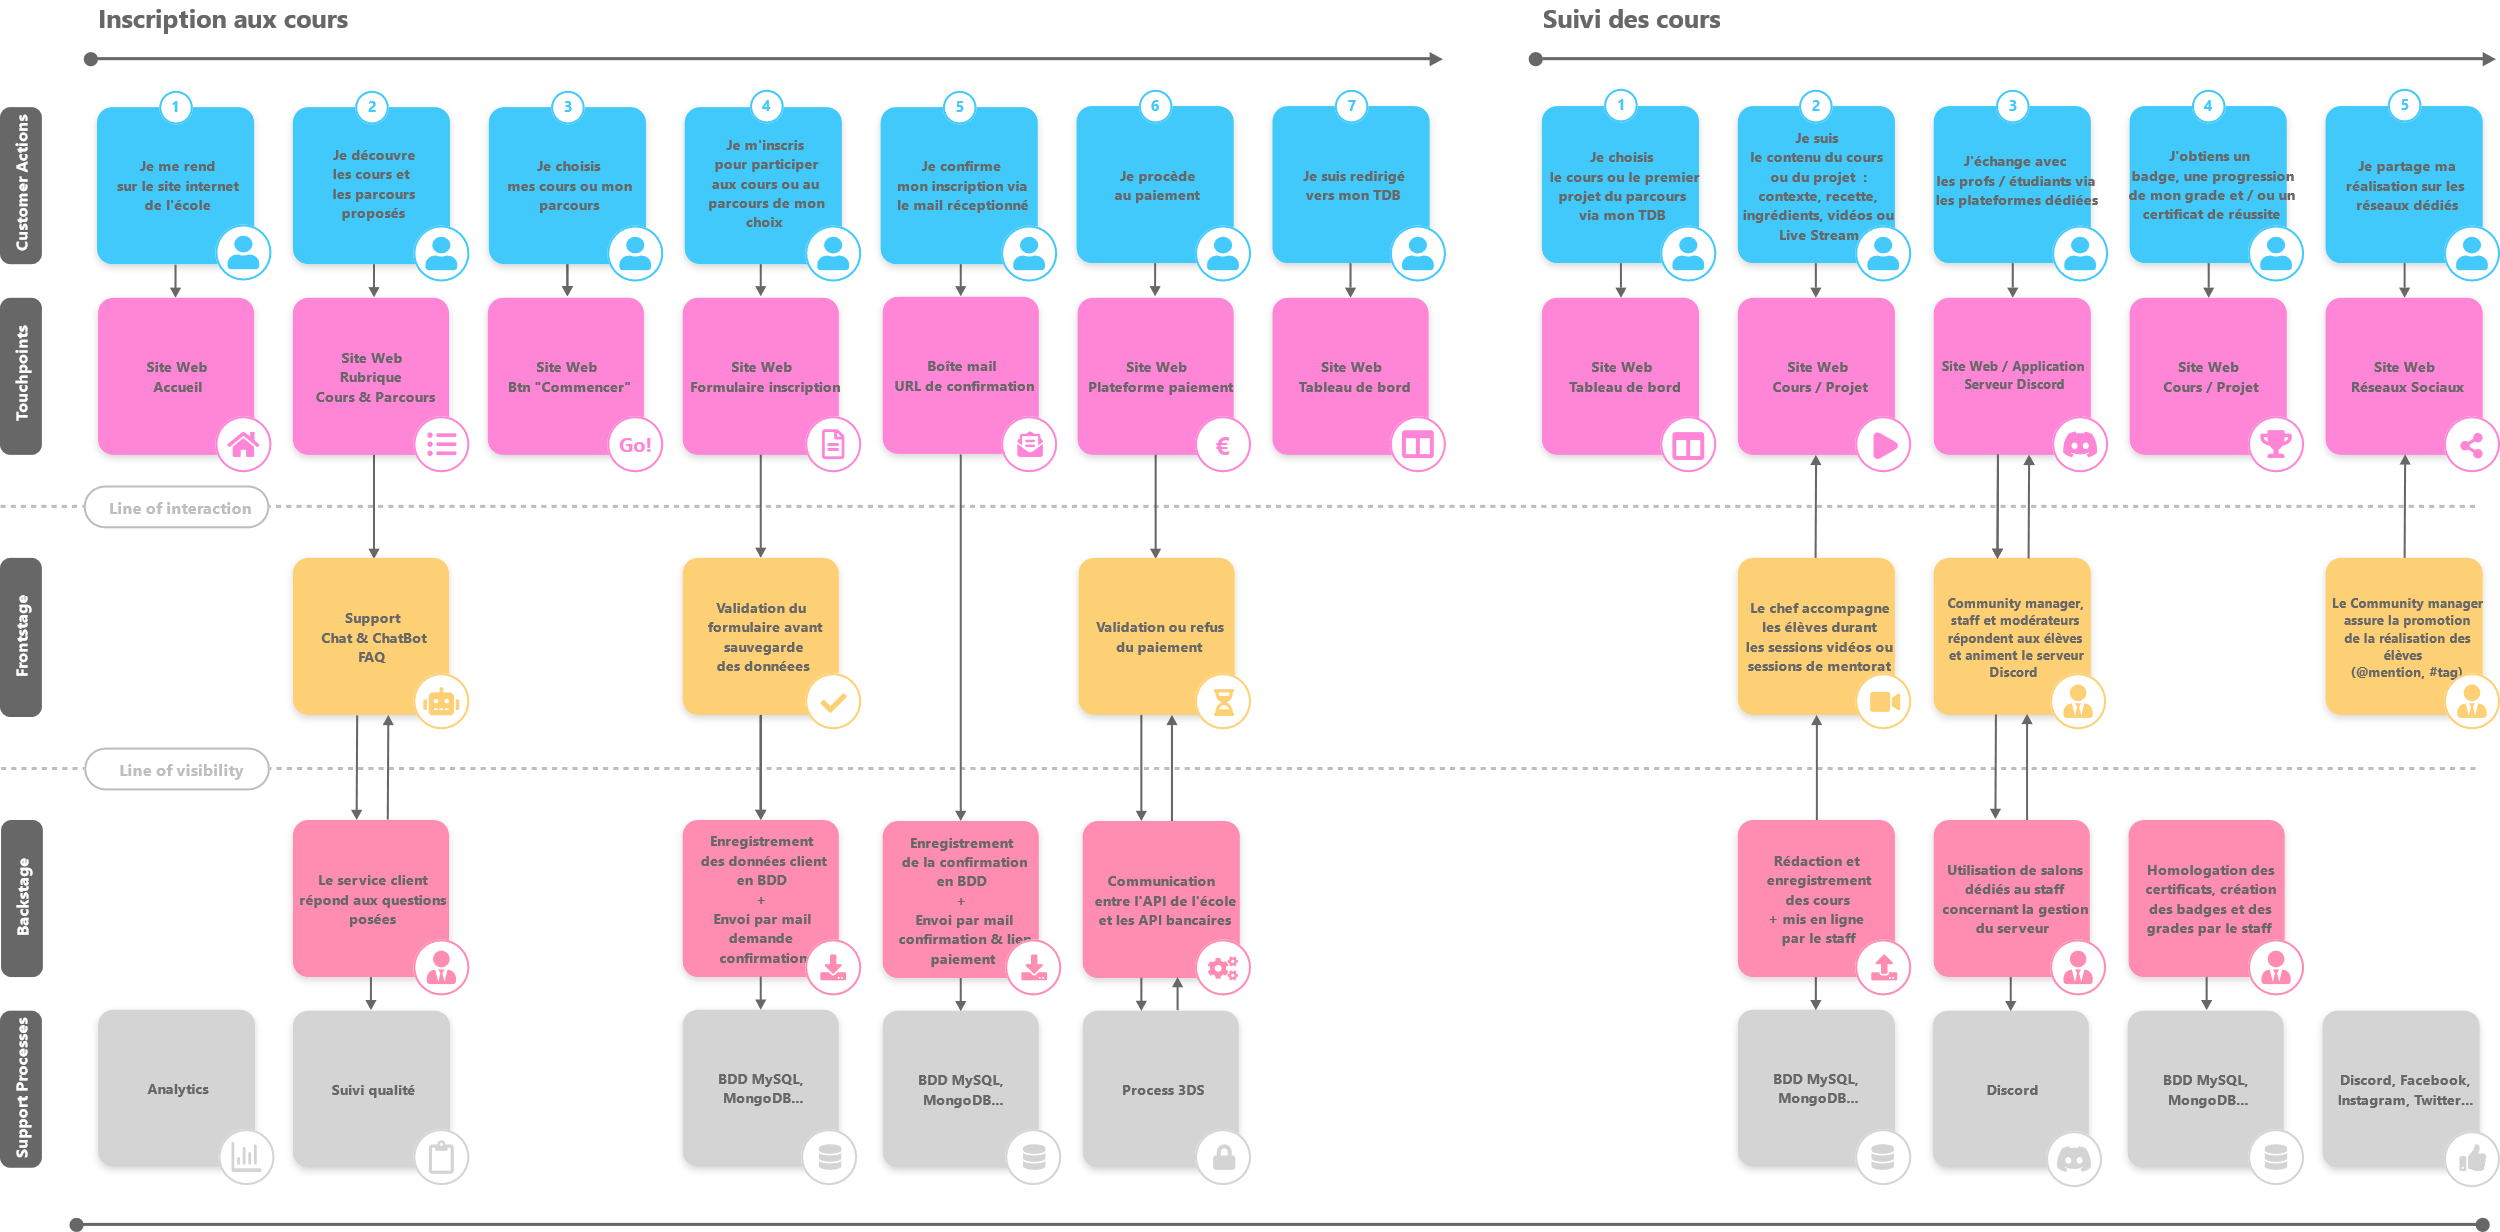 Inscription aux cours
Suivi des cours
Customer Actions
1
Je me rend
sur le site internet
de l'école
2
Je découvre
les cours et
les parcours
proposés
3
Je choisis
mes cours ou mon
parcours
4
Je m'inscris
pour participer
aux cours ou au
parcours de mon
choix
5
Je confirme
mon inscription via
le mail réceptionné
6
Je procède
au paiement
7
Je suis redirigé
vers mon TDB
1
Je choisis
le cours ou le premier
projet du parcours
via mon TDB
2
Je suis
le contenu du cours
ou du projet :
contexte, recette,
ingrédients, vidéos ou
Live Stream
3
J'échange avec
les profs / étudiants via
les plateformes dédiées
4
J'obtiens un
badge, une progression
de mon grade et / ou un
certificat de réussite
5
Je partage ma
réalisation sur les
réseaux dédiés
Touchpoints
Site Web
Accueil
Site Web
Rubrique
Cours & Parcours
Site Web
Btn "Commencer"
Go!
Site Web
Formulaire inscription
Boîte mail
URL de confirmation
Site Web
Plateforme paiement
€
Site Web
Tableau de bord
Site Web
Tableau de bord
Site Web
Cours / Projet
Site Web / Application
Serveur Discord
Site Web
Cours / Projet
Site Web
Réseaux Sociaux
Line of interaction
Frontstage
Support
Chat & ChatBot
FAQ
Validation du
formulaire avant
sauvegarde
des donnéees
Validation ou refus
du paiement
Le chef accompagne
les élèves durant
les sessions vidéos ou
sessions de mentorat
Community manager,
staff et modérateurs
répondent aux élèves
et animent le serveur
Discord
Le Community manager
assure la promotion
de la réalisation des
élèves
(@mention, #tag)
Line of visibility
Backstage
Le service client
répond aux questions
posées
Enregistrement
des données client
en BDD
+
Envoi par mail
demande
confirmation
Enregistrement
de la confirmation
en BDD
+
Envoi par mail
confirmation & lien
paiement
Communication
entre l'API de l'école
et les API bancaires
Rédaction et
enregistrement
des cours
+ mis en ligne
par le staff
Utilisation de salons
dédiés au staff
concernant la gestion
du serveur
Homologation des
certificats, création
des badges et des
grades par le staff
Support Processes
Analytics
Suivi qualité
BDD MySQL,
MongoDB...
BDD MySQL,
MongoDB...
Process 3DS
BDD MySQL,
MongoDB...
Discord
BDD MySQL,
MongoDB...
Discord, Facebook,
Instagram, Twitter...